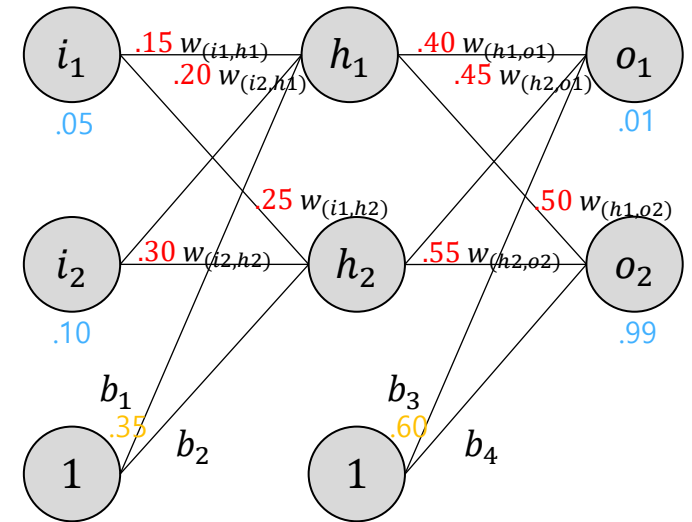 i₁ .15 w₍ᵢ₁,ₕ₁₎ h₁ .40 w₍ₕ₁,ₒ₁₎ o₁
.20 w₍ᵢ₂,ₕ₁₎ .45 w₍ₕ₂,ₒ₁₎
.05 .01
.25 w₍ᵢ₁,ₕ₂₎ .50 w₍ₕ₁,ₒ₂₎
i₂ .30 w₍ᵢ₂,ₕ₂₎ h₂ .55 w₍ₕ₂,ₒ₂₎ o₂
.10 .99
b₁ b₃
.35 .60
b₂ b₄
1 1